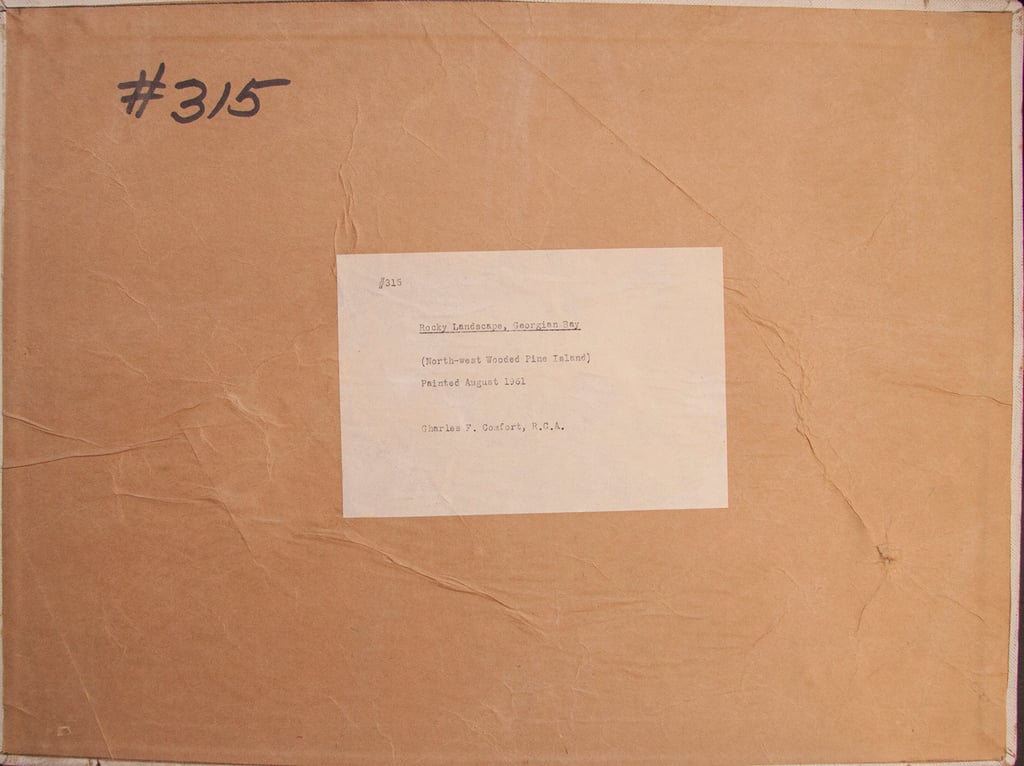 #315
#315
Rocky Landscape, Georgian Bay
(North-west Wooded Pine Island)
Painted August 1961
Charles F. Comfort, R.C.A.